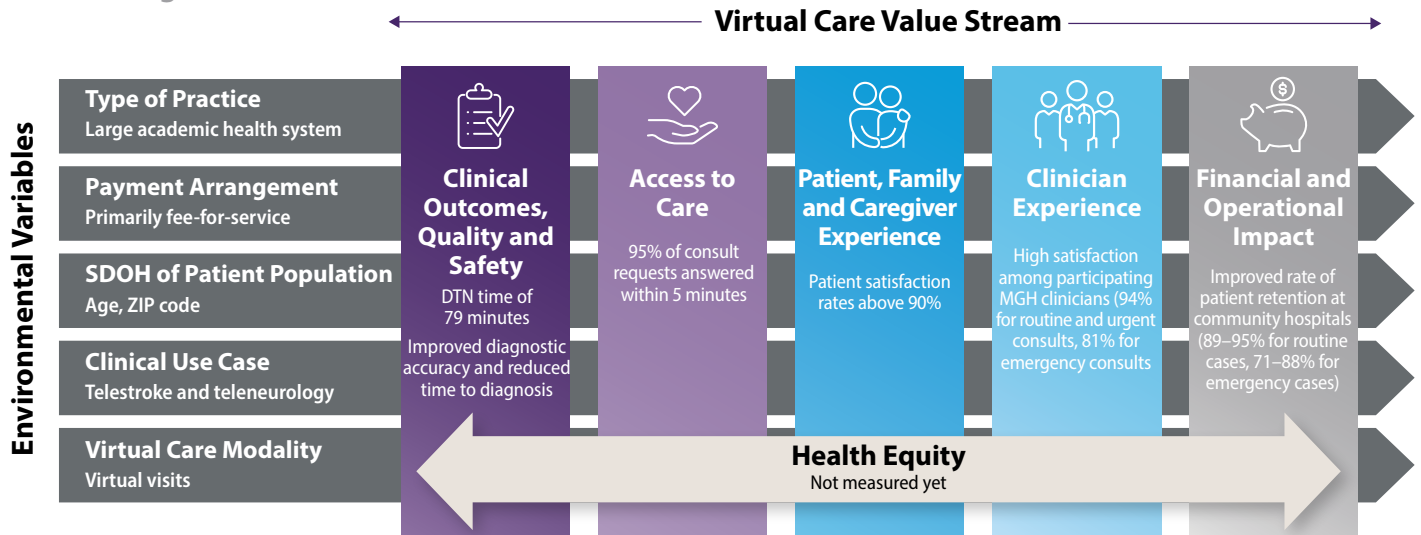 Virtual Care Value Stream
Environmental Variables
Type of Practice
Large academic health system
Payment Arrangement
Primarily fee-for-service
SDOH of Patient Population
Age, ZIP code
Clinical Use Case
Telestroke and teleneurology
Virtual Care Modality
Virtual visits
Clinical
Outcomes,
Quality and
Safety
DTN time of
79 minutes
Improved diagnostic
accuracy and reduced
time to diagnosis
Access to
Care
95% of consult
requests answered
within 5 minutes
Patient, Family
and Caregiver
Experience
Patient satisfaction
rates above 90%
Clinician
Experience
High satisfaction
among participating
MGH clinicians (94%
for routine and urgent
consults, 81% for
emergency consults
$
Financial and
Operational
Impact
Improved rate of
patient retention at
community hospitals
(89–95% for routine
cases, 71–88% for
emergency cases)
Health Equity
Not measured yet